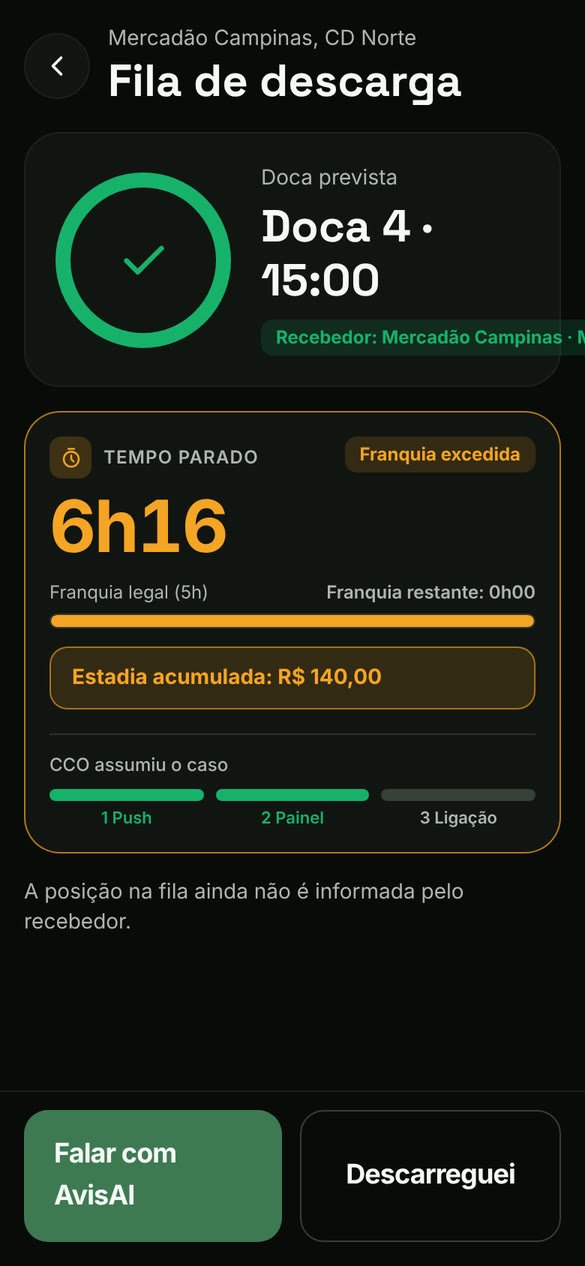 Mercadão Campinas, CD Norte
Fila de descarga
Doca prevista
Doca 4 ·
15:00
Recebedor: Mercadão Campinas ·
TEMPO PARADO
Franquia excedida
6h16
Franquia legal (5h)
Franquia restante: 0h00
Estadia acumulada: R$ 140,00
CCO assumiu o caso
1 Push
2 Painel
3 Ligação
A posição na fila ainda não é informada pelo
recebedor.
Falar com
AvisAI
Descarreguei